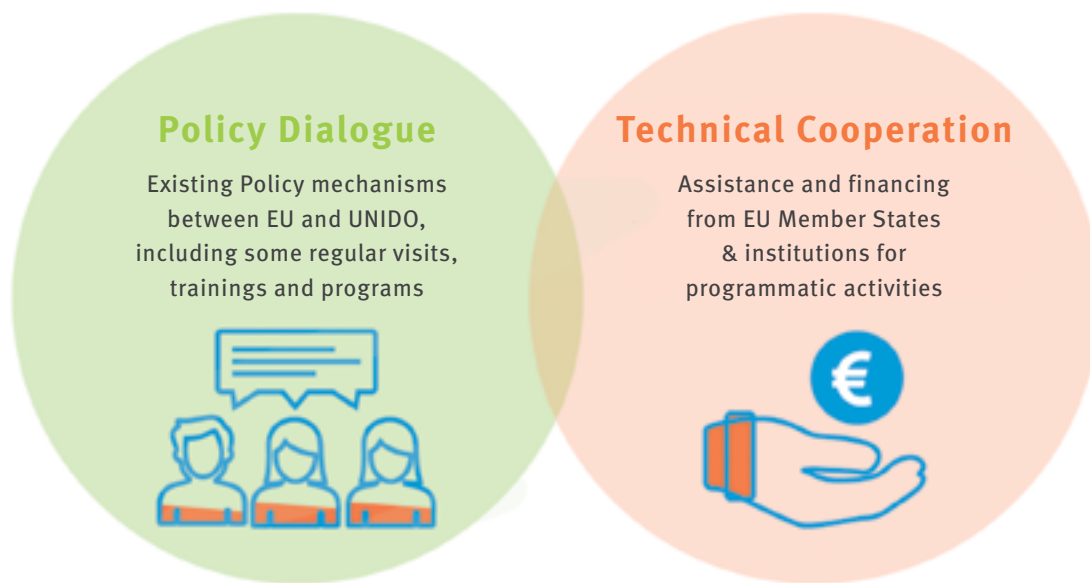 Policy Dialogue
Existing Policy mechanisms
between EU and UNIDO,
including some regular visits,
trainings and programs
Technical Cooperation
Assistance and financing
from EU Member States
& institutions for
programmatic activities
€